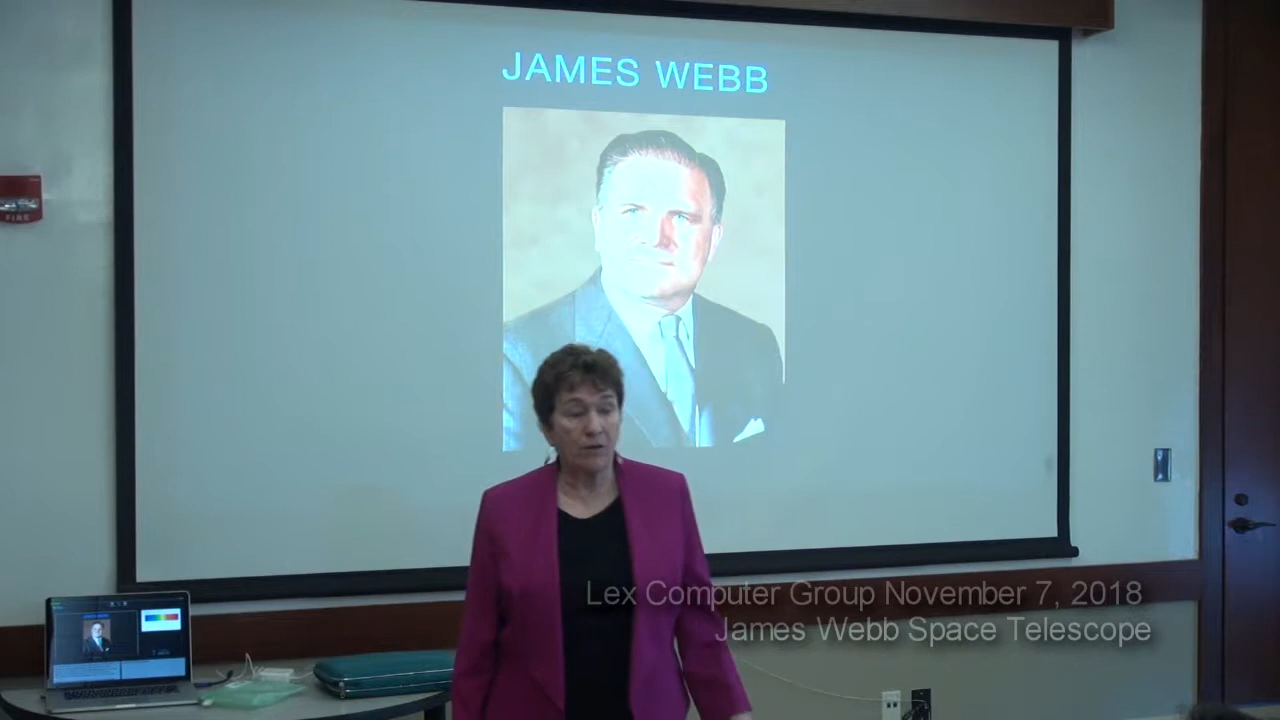 JAMES WEBB
FIRE
Lex Computer Group November 7, 2018
James Webb Space Telescope